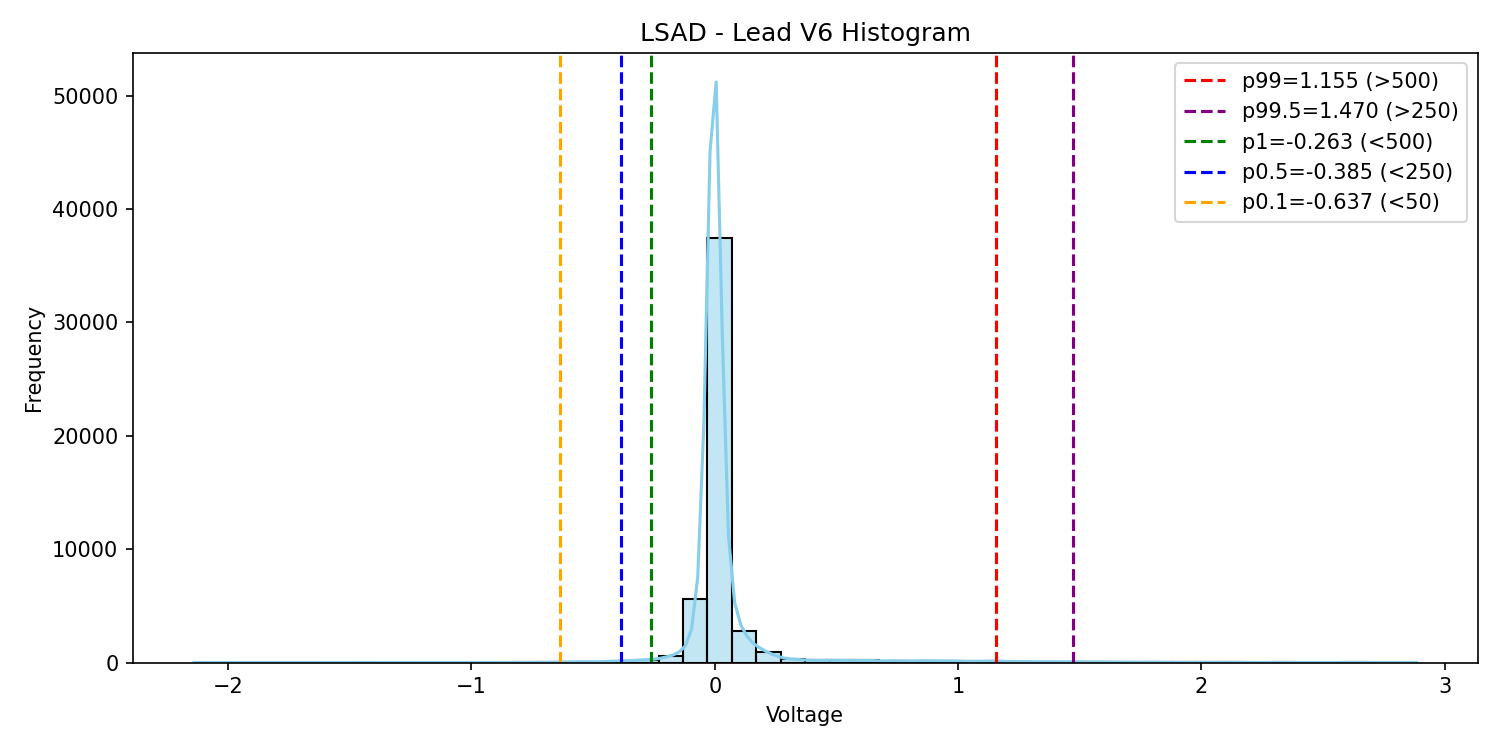 LSAD - Lead V6 Histogram
p99=1.155 (>500)
p99.5=1.470 (>250)
p1=-0.263 (<500)
p0.5=-0.385 (<250)
p0.1=-0.637 (<50)
Frequency
50000
40000
30000
20000
10000
0
−2
−1
0
1
2
3
Voltage